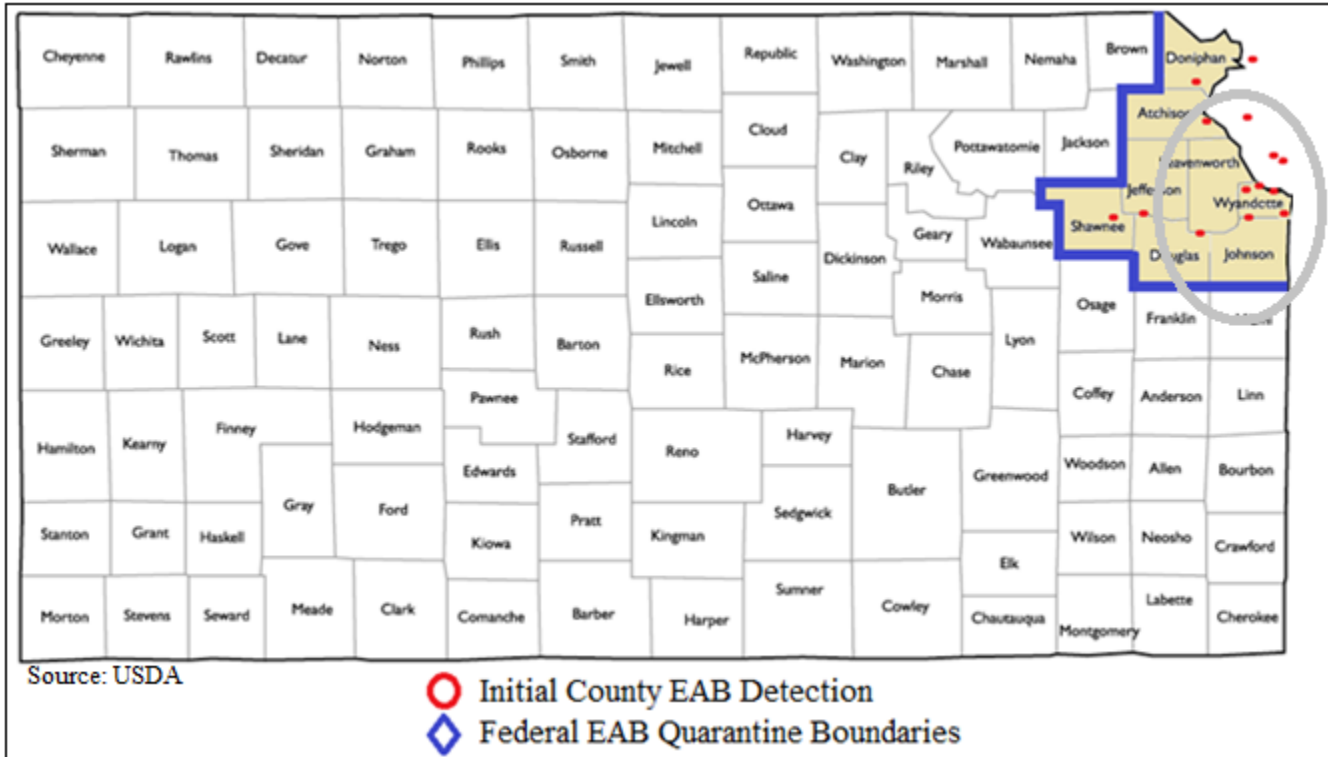 Cheyenne Rawlins Decatur Norton Phillips Smith Jewell Republic Washington Marshall Nemaha Brown Doniphan
Sherman Thomas Sheridan Graham Rooks Osborne Mitchell Cloud Clay Riley Pottawatomie Jackson Atchison
Leavenworth
Jefferson
Lincoln Ottawa Wyandotte
Wallace Logan Gove Trego Ellis Russell Dickinson Geary Wabaunsee Shawnee
Ellsworth Saline Morris Douglas Johnson
Greeley Wichita Scott Lane Ness Rush Barton Rice McPherson Marion Chase Lyon Osage Franklin
Hamilton Kearny Finney Hodgeman Pawnee Stafford Reno Harvey Coffey Anderson Linn
Edwards Butler Greenwood Woodson Allen Bourbon
Gray Ford Sedgwick
Stanton Grant Haskell Kiowa Pratt Kingman Elk Wilson Neosho Crawford
Morton Stevens Seward Meade Clark Comanche Barber Harper Sumner Cowley Chautauqua Montgomery Labette Cherokee
Source: USDA
Initial County EAB Detection
Federal EAB Quarantine Boundaries